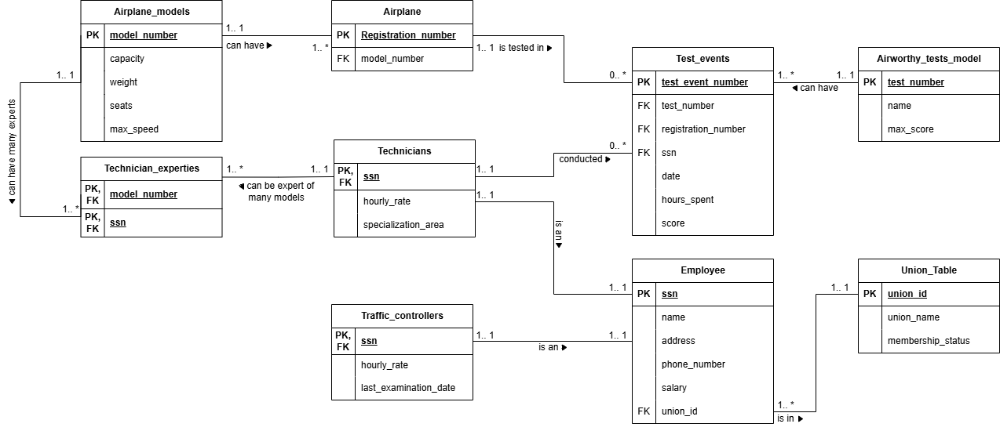 Airplane_models
PK model_number
capacity
weight
seats
max_speed
1.. 1
can have
1.. *
Airplane
PK Registration_number
FK model_number
1.. 1 is tested in
0.. *
Test_events
PK test_event_number
FK test_number
FK registration_number
FK ssn
date
hours_spent
score
1.. *
1.. 1
can have
Airworthy_tests_model
PK test_number
name
max_score
1.. 1
can have many experts
1.. *
Technician_experties
PK, FK model_number
PK, FK ssn
1.. *
1.. 1
can be expert of
many models
Technicians
PK, FK ssn
hourly_rate
specialization_area
1.. 1
conducted
0.. *
1.. 1
is an
1.. 1
Employee
PK ssn
name
address
phone_number
salary
FK union_id
1.. *
is in
1.. 1
Union_Table
PK union_id
union_name
membership_status
Traffic_controllers
PK, FK ssn
hourly_rate
last_examination_date
1.. 1
is an
1.. 1